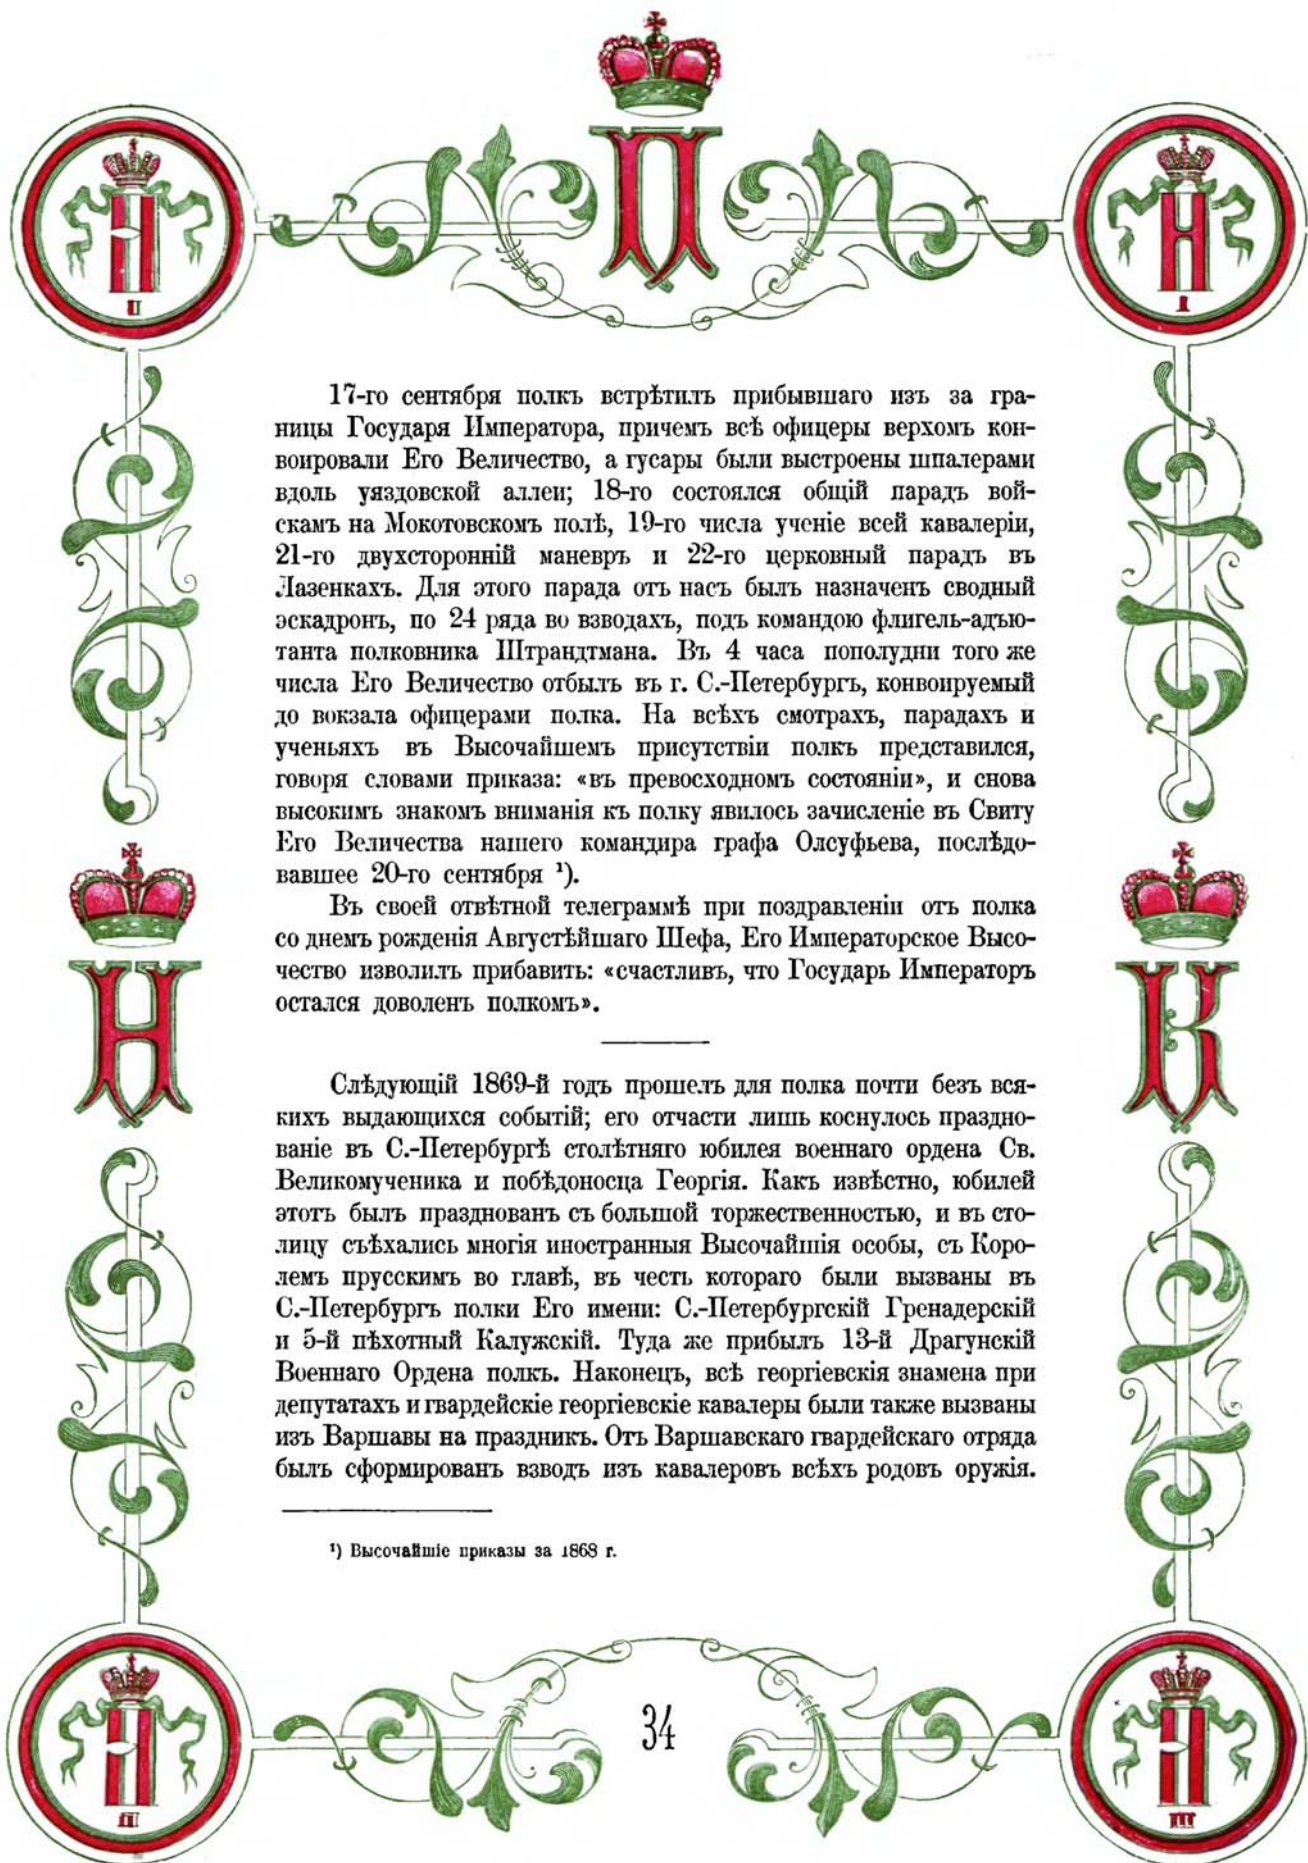 П
II
I
17-го сентября полкъ встрѣтилъ прибывшаго изъ за гра-
ницы Государя Императора, причемъ всѣ офицеры верхомъ кон-
воировали Его Величество, а гусары были выстроены шпалерами
вдоль уяздовской аллеи; 18-го состоялся общій парадъ вой-
скамъ на Мокотовскомъ полѣ, 19-го числа ученіе всей кавалеріи,
21-го двухсторонній маневръ и 22-го церковный парадъ въ
Лазенкахъ. Для этого парада отъ насъ былъ назначенъ сводный
эскадронъ, по 24 ряда во взводахъ, подъ командою флигель-адъю-
танта полковника Штрандтмана. Въ 4 часа пополудни того же
числа Его Величество отбылъ въ г. С.-Петербургъ, конвоируемый
до вокзала офицерами полка. На всѣхъ смотрахъ, парадахъ и
ученьяхъ въ Высочайшемъ присутствіи полкъ представился,
говоря словами приказа: «въ превосходномъ состояніи», и снова
высокимъ знакомъ вниманія къ полку явилось зачисленіе въ Свиту
Его Величества нашего командира графа Олсуфьева, послѣдо-
вавшее 20-го сентября ¹).
Въ своей отвѣтной телеграммѣ при поздравленіи отъ полка
со днемъ рожденія Августѣйшаго Шефа, Его Императорское Высо-
чество изволилъ прибавить: «счастливъ, что Государь Императоръ
остался доволенъ полкомъ».
Н
К
Слѣдующій 1869-й годъ прошелъ для полка почти безъ вся-
кихъ выдающихся событій; его отчасти лишь коснулось праздно-
ваніе въ С.-Петербургѣ столѣтняго юбилея военнаго ордена Св.
Великомученика и побѣдоносца Георгія. Какъ извѣстно, юбилей
этотъ былъ празднованъ съ большой торжественностью, и въ сто-
лицу съѣхались многія иностранныя Высочайшія особы, съ Коро-
лемъ прусскимъ во главѣ, въ честь котораго были вызваны въ
С.-Петербургъ полки Его имени: С.-Петербургскій Гренадерскій
и 5-й пѣхотный Калужскій. Туда же прибылъ 13-й Драгунскій
Военнаго Ордена полкъ. Наконецъ, всѣ георгіевскія знамена при
депутатахъ и гвардейскіе георгіевскіе кавалеры были также вызваны
изъ Варшавы на праздникъ. Отъ Варшавскаго гвардейскаго отряда
былъ сформированъ взводъ изъ кавалеровъ всѣхъ родовъ оружія.
¹) Высочайшіе приказы за 1868 г.
34
III
III